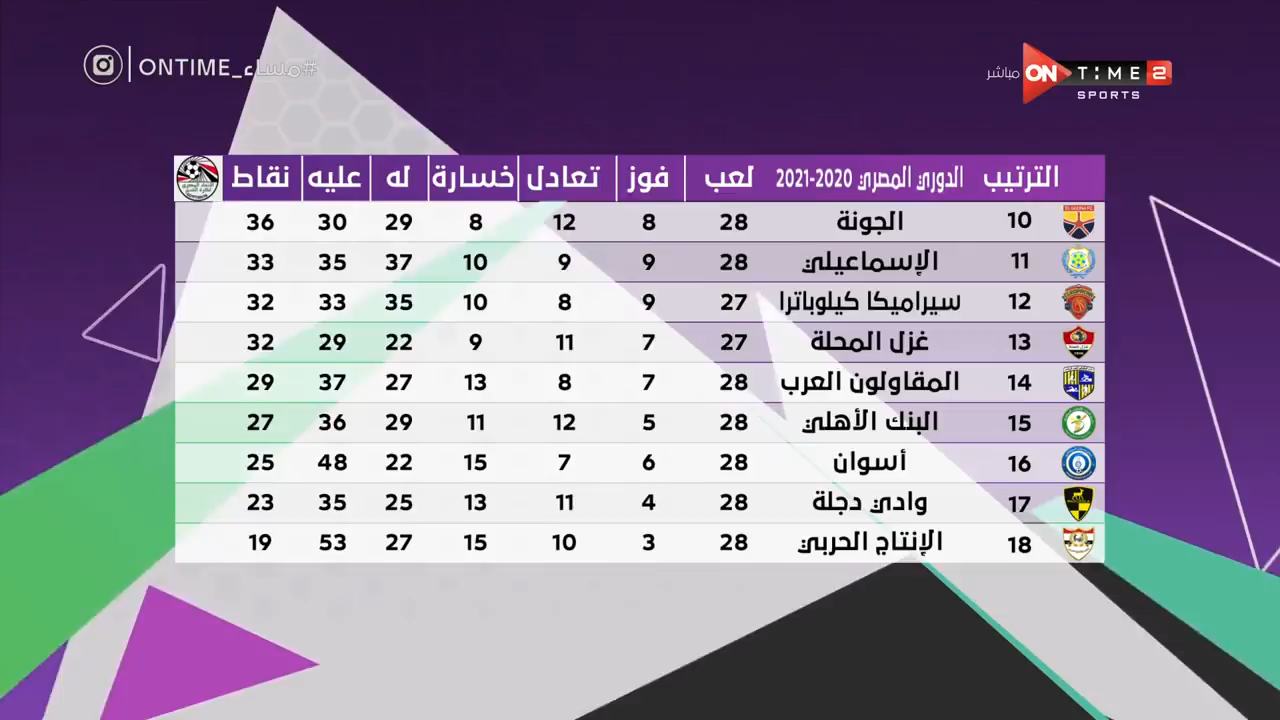 #مساء_ONTIME
مباشر ON TIME 2
SPORTS
الترتيب الدوري المصري 2020-2021 لعب فوز تعادل خسارة له عليه نقاط
10 الجونة 28 8 12 8 29 30 36
11 الإسماعيلي 28 9 9 10 37 35 33
12 سيراميكا كيلوباترا 27 9 8 10 35 33 32
13 غزل المحلة 27 7 11 9 22 29 32
14 المقاولون العرب 28 7 8 13 27 37 29
15 البنك الأهلي 28 5 12 11 29 36 27
16 أسوان 28 6 7 15 22 48 25
17 وادي دجلة 28 4 11 13 25 35 23
18 الإنتاج الحربي 28 3 10 15 27 53 19